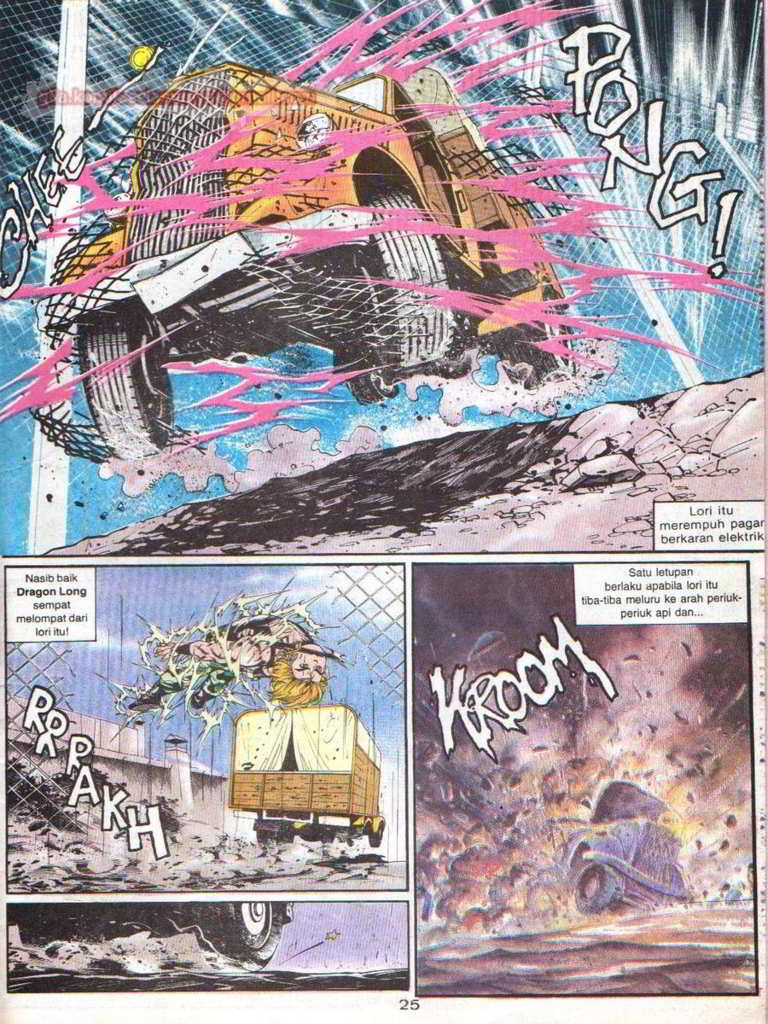 CHEE-
PONG!
Lori itu
merempuh pagar
berkaran elektrik
Nasib baik
Dragon Long
sempat
melompat dari
lori itu!
RRRAKH
Satu letupan
berlaku apabila lori itu
tiba-tiba meluru ke arah periuk-
periuk api dan...
KROOM
25